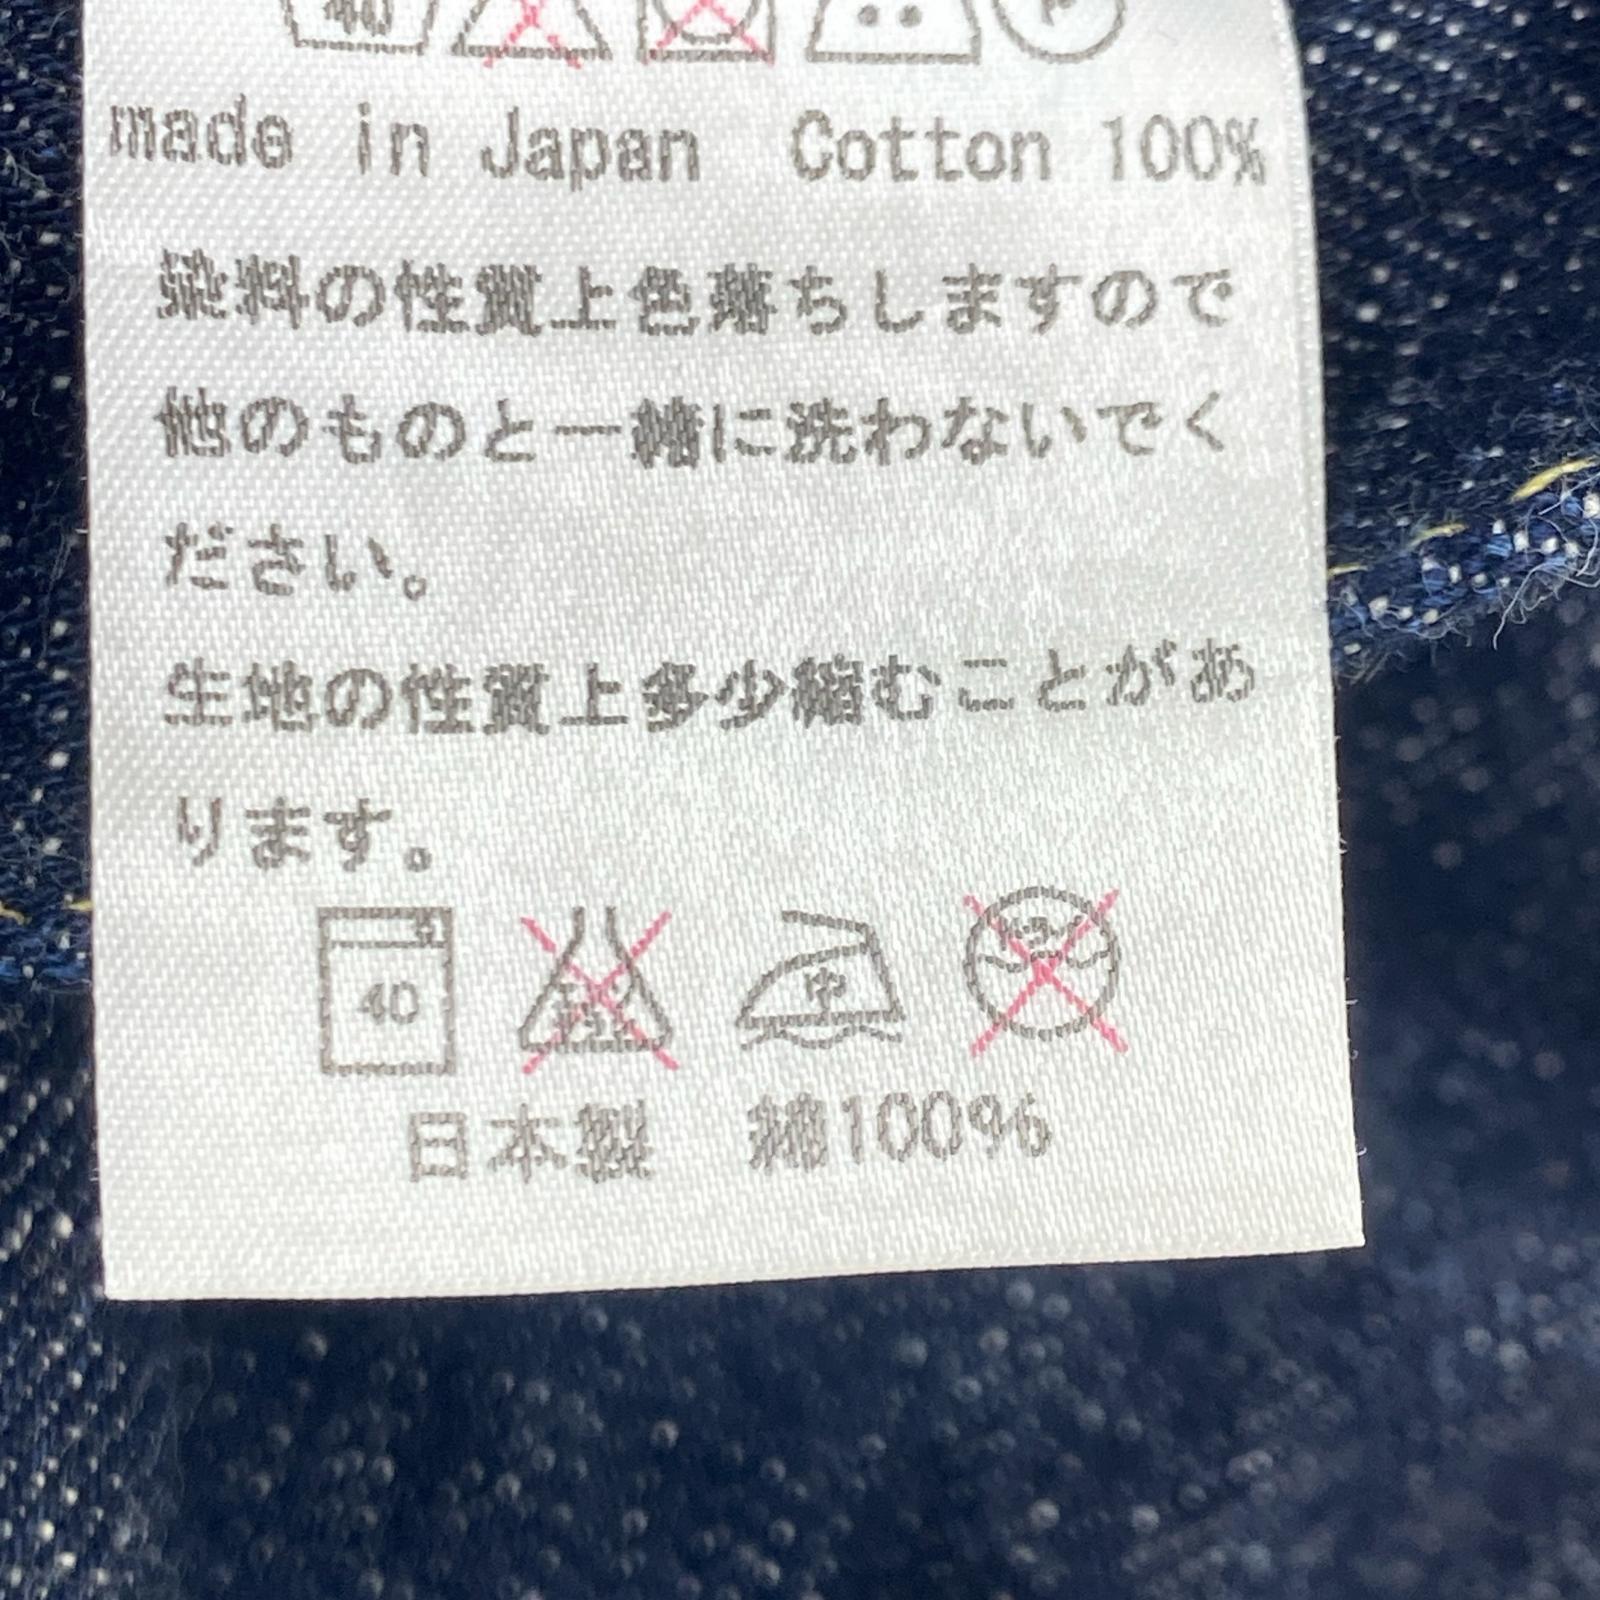 40 P
made in Japan Cotton 100%
染料の性質上色落ちしますので
他のものと一緒に洗わないでく
ださい。
生地の性質上多少縮むことがあ
ります。
40 中
日本製 綿100%